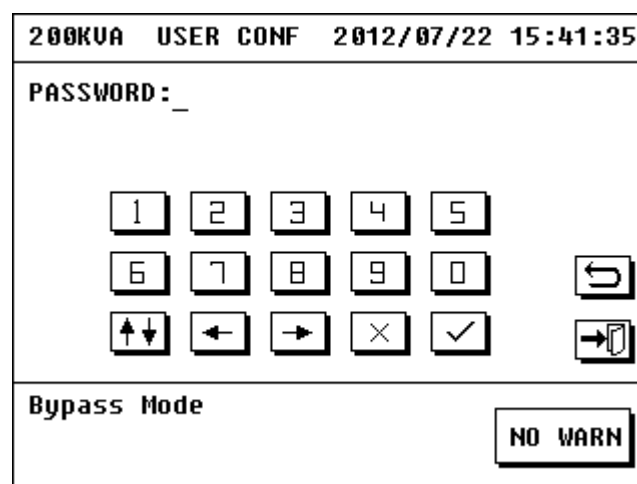 200KVA USER CONF 2012/07/22 15:41:35
PASSWORD:_
1 2 3 4 5
6 7 8 9 0
Bypass Mode
NO WARN